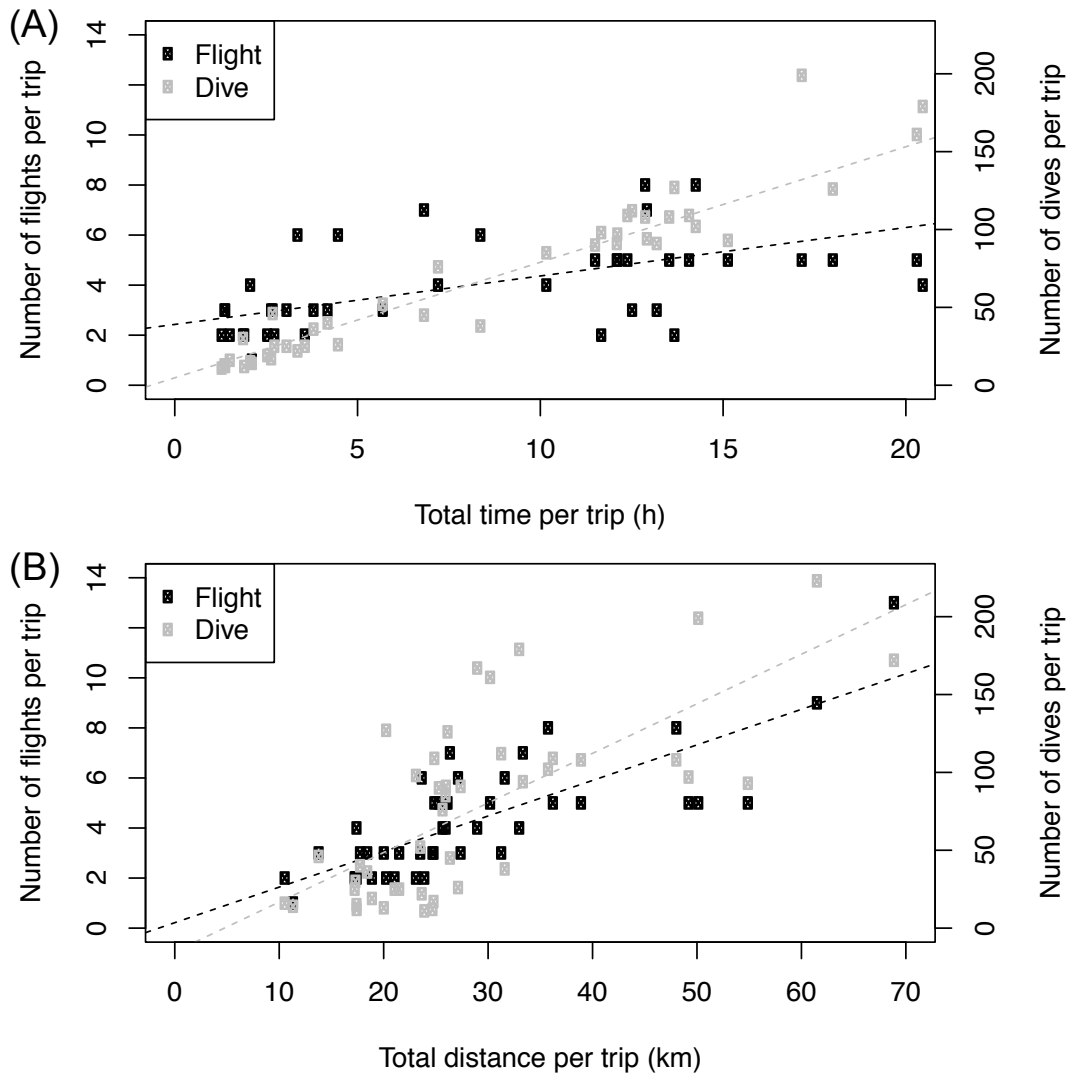 (A)
Flight
Dive
Number of flights per trip
14
10
8
6
4
2
0
Number of dives per trip
200
150
100
50
0
0 5 10 15 20
Total time per trip (h)
(B)
Flight
Dive
Number of flights per trip
14
10
8
6
4
2
0
Number of dives per trip
200
150
100
50
0
0 10 20 30 40 50 60 70
Total distance per trip (km)